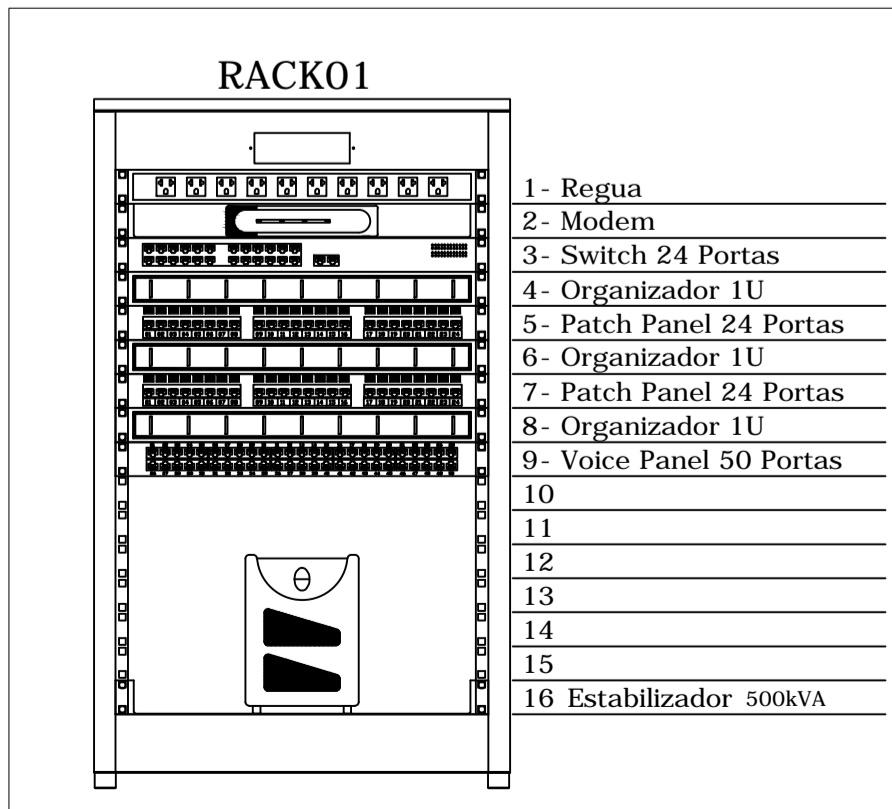 RACK01
1- Regua
2- Modem
3- Switch 24 Portas
4- Organizador 1U
5- Patch Panel 24 Portas
6- Organizador 1U
7- Patch Panel 24 Portas
8- Organizador 1U
9- Voice Panel 50 Portas
10
11
12
13
14
15
16 Estabilizador 500kVA